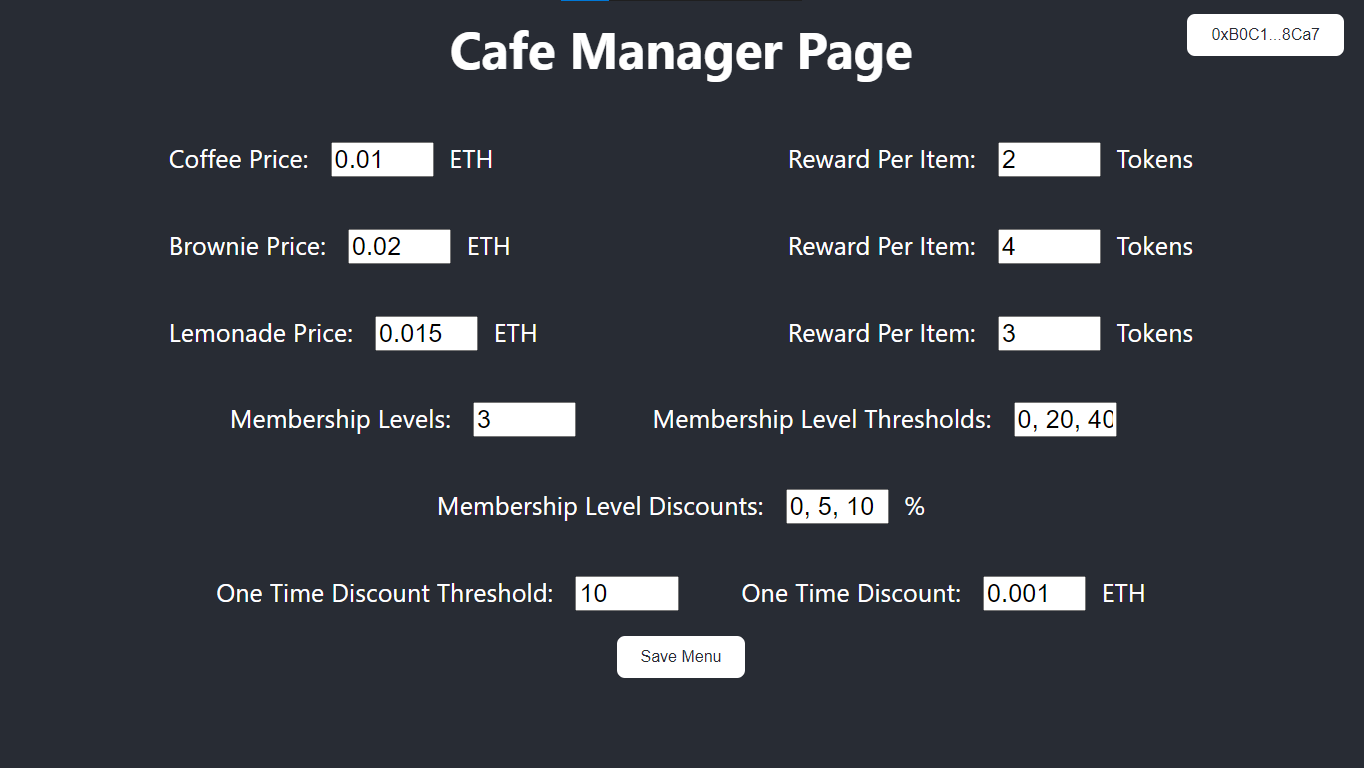 Cafe Manager Page
0xB0C1...8Ca7
Coffee Price: 0.01 ETH
Reward Per Item: 2 Tokens
Brownie Price: 0.02 ETH
Reward Per Item: 4 Tokens
Lemonade Price: 0.015 ETH
Reward Per Item: 3 Tokens
Membership Levels: 3
Membership Level Thresholds: 0, 20, 40
Membership Level Discounts: 0, 5, 10 %
One Time Discount Threshold: 10
One Time Discount: 0.001 ETH
Save Menu